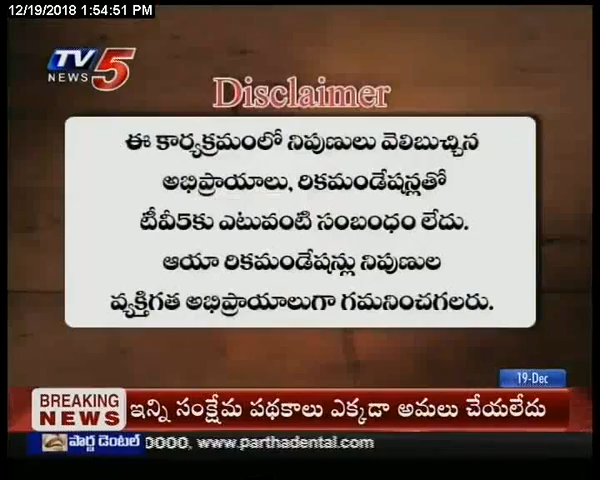 12/19/2018 1:54:51 PM
TV5
NEWS
Disclaimer
ఈ కార్యక్రమంలో నిపుణులు వెలిబుచ్చిన
అభిప్రాయాలు, రికమండేషన్లతో
టీవీ5కు ఎటువంటి సంబంధం లేదు.
ఆయా రికమండేషన్లు నిపుణుల
వ్యక్తిగత అభిప్రాయాలుగా గమనించగలరు.
19-Dec
BREAKING
NEWS
ఇన్ని సంక్షేమ పథకాలు ఎక్కడా అమలు చేయలేదు
పార్థ డెంటల్ 0000, www.parthadental.com